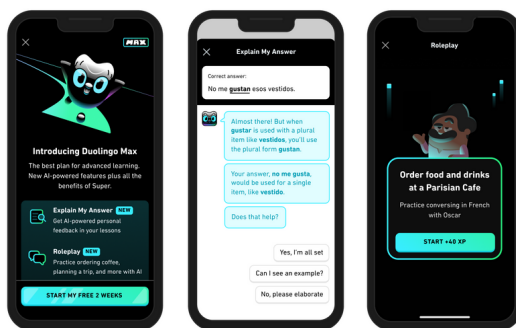 MAX
Introducing Duolingo Max
The best plan for advanced learning.
New AI-powered features plus all the
benefits of Super.
Explain My Answer NEW
Get AI-powered personal
feedback in your lessons
Roleplay NEW
Practice ordering coffee,
planning a trip, and more with AI
START MY FREE 2 WEEKS
Explain My Answer
Correct answer:
No me gustan esos vestidos.
Almost there! But when
gustar is used with a plural
item like vestidos, you'll use
the plural form gustan.
Your answer, no me gusta,
would be used for a single
item, like vestido.
Does that help?
Yes, I'm all set
Can I see an example?
No, please elaborate
Roleplay
Order food and drinks
at a Parisian Cafe
Practice conversing in French
with Oscar
START +40 XP